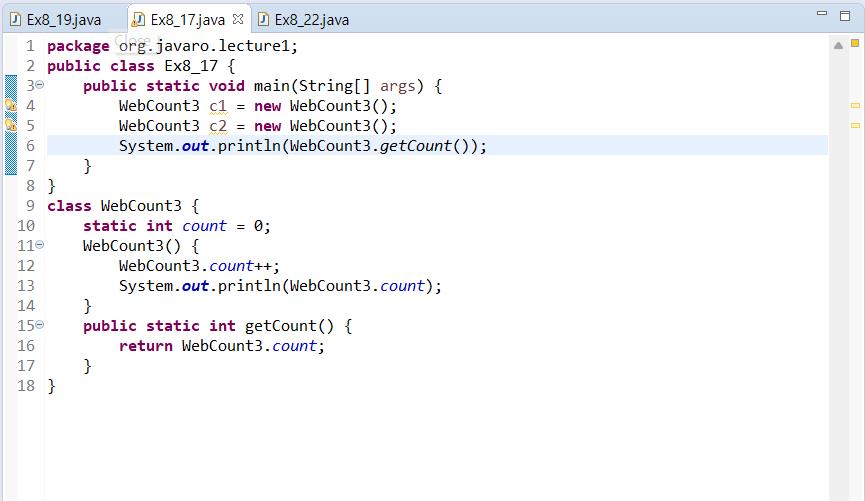 Ex8_19.java Ex8_17.java Ex8_22.java
Close
1 package org.javaro.lecture1;
2 public class Ex8_17 {
3 public static void main(String[] args) {
4 WebCount3 c1 = new WebCount3();
5 WebCount3 c2 = new WebCount3();
6 System.out.println(WebCount3.getCount());
7 }
8 }
9 class WebCount3 {
10 static int count = 0;
11 WebCount3() {
12 WebCount3.count++;
13 System.out.println(WebCount3.count);
14 }
15 public static int getCount() {
16 return WebCount3.count;
17 }
18 }